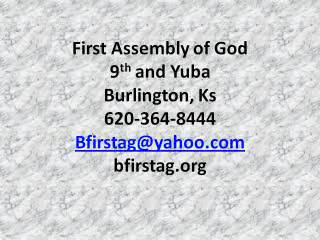 First Assembly of God
9th and Yuba
Burlington, Ks
620-364-8444
Bfirstag@yahoo.com
bfirstag.org